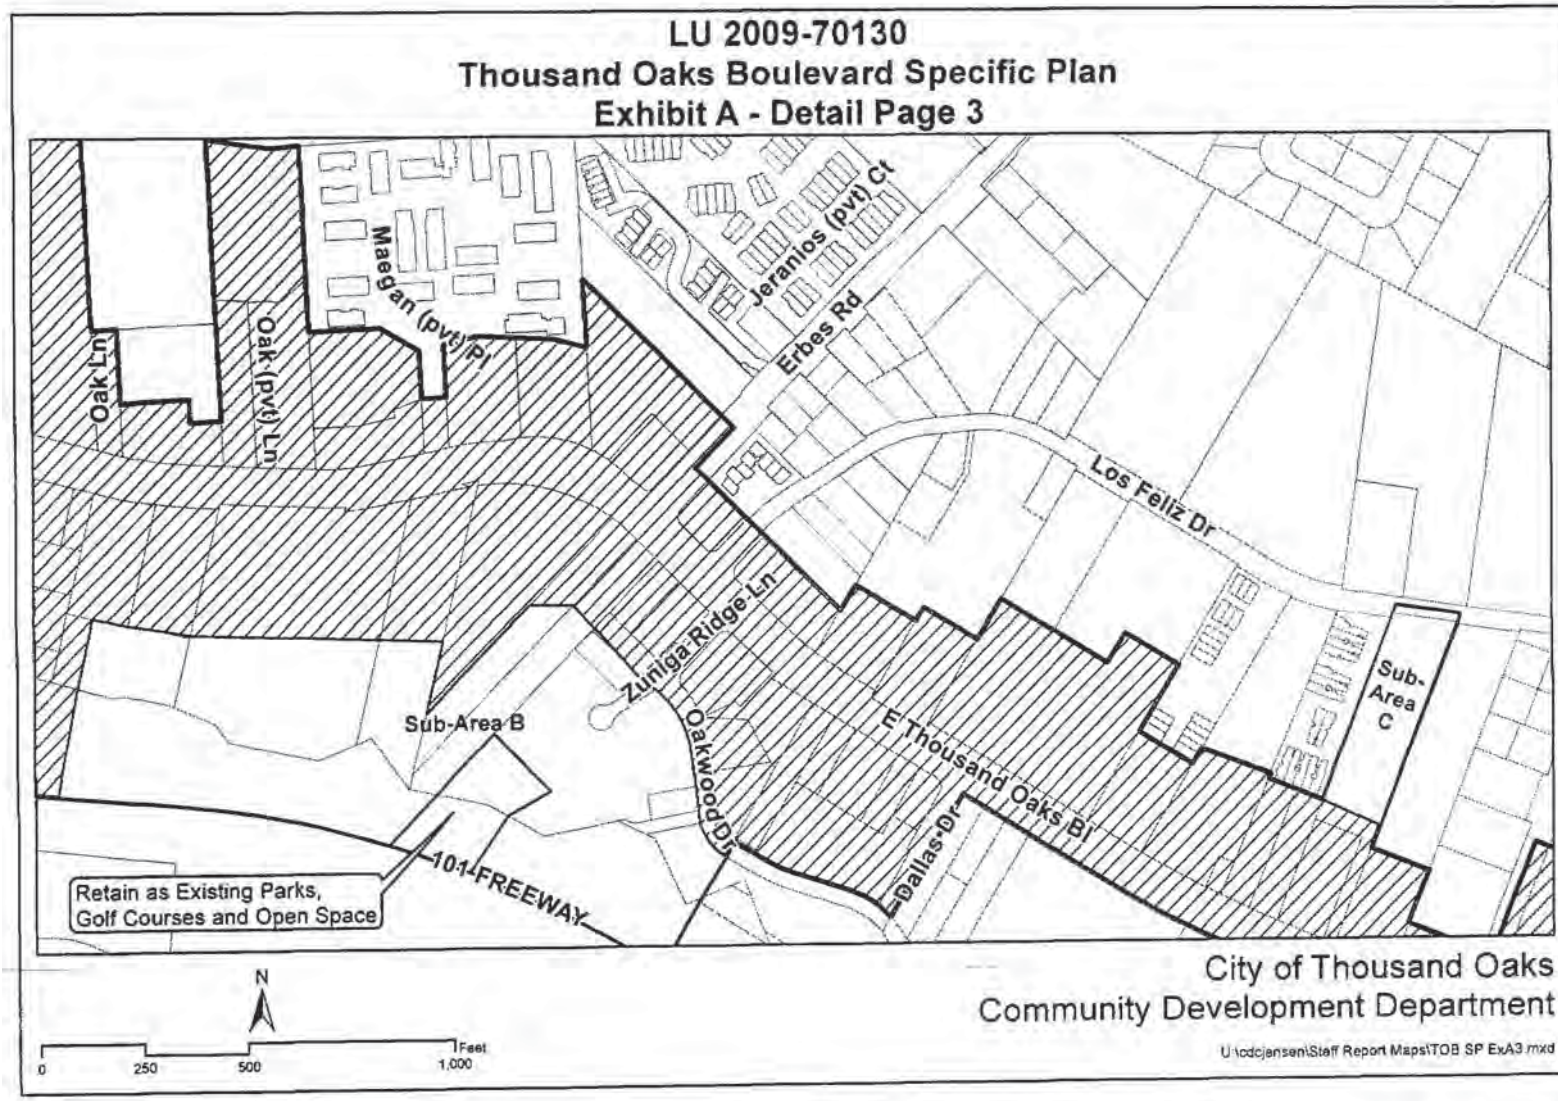 LU 2009-70130
Thousand Oaks Boulevard Specific Plan
Exhibit A - Detail Page 3
Jeranios (pvt) Ct
Maegan (pvt) Pl
Erbes Rd
Oak Ln
Oak (pvt) Ln
Los Feliz Dr
Zuniga Ridge Ln
Sub-
Area
C
Sub-Area B
Oakwood Dr
E Thousand Oaks Bl
Dallas Dr
101 FREEWAY
Retain as Existing Parks,
Golf Courses and Open Space
N
Feet
0 250 500 1,000
City of Thousand Oaks
Community Development Department
U:\cdcjensen\Staff Report Maps\TOB SP ExA3.mxd